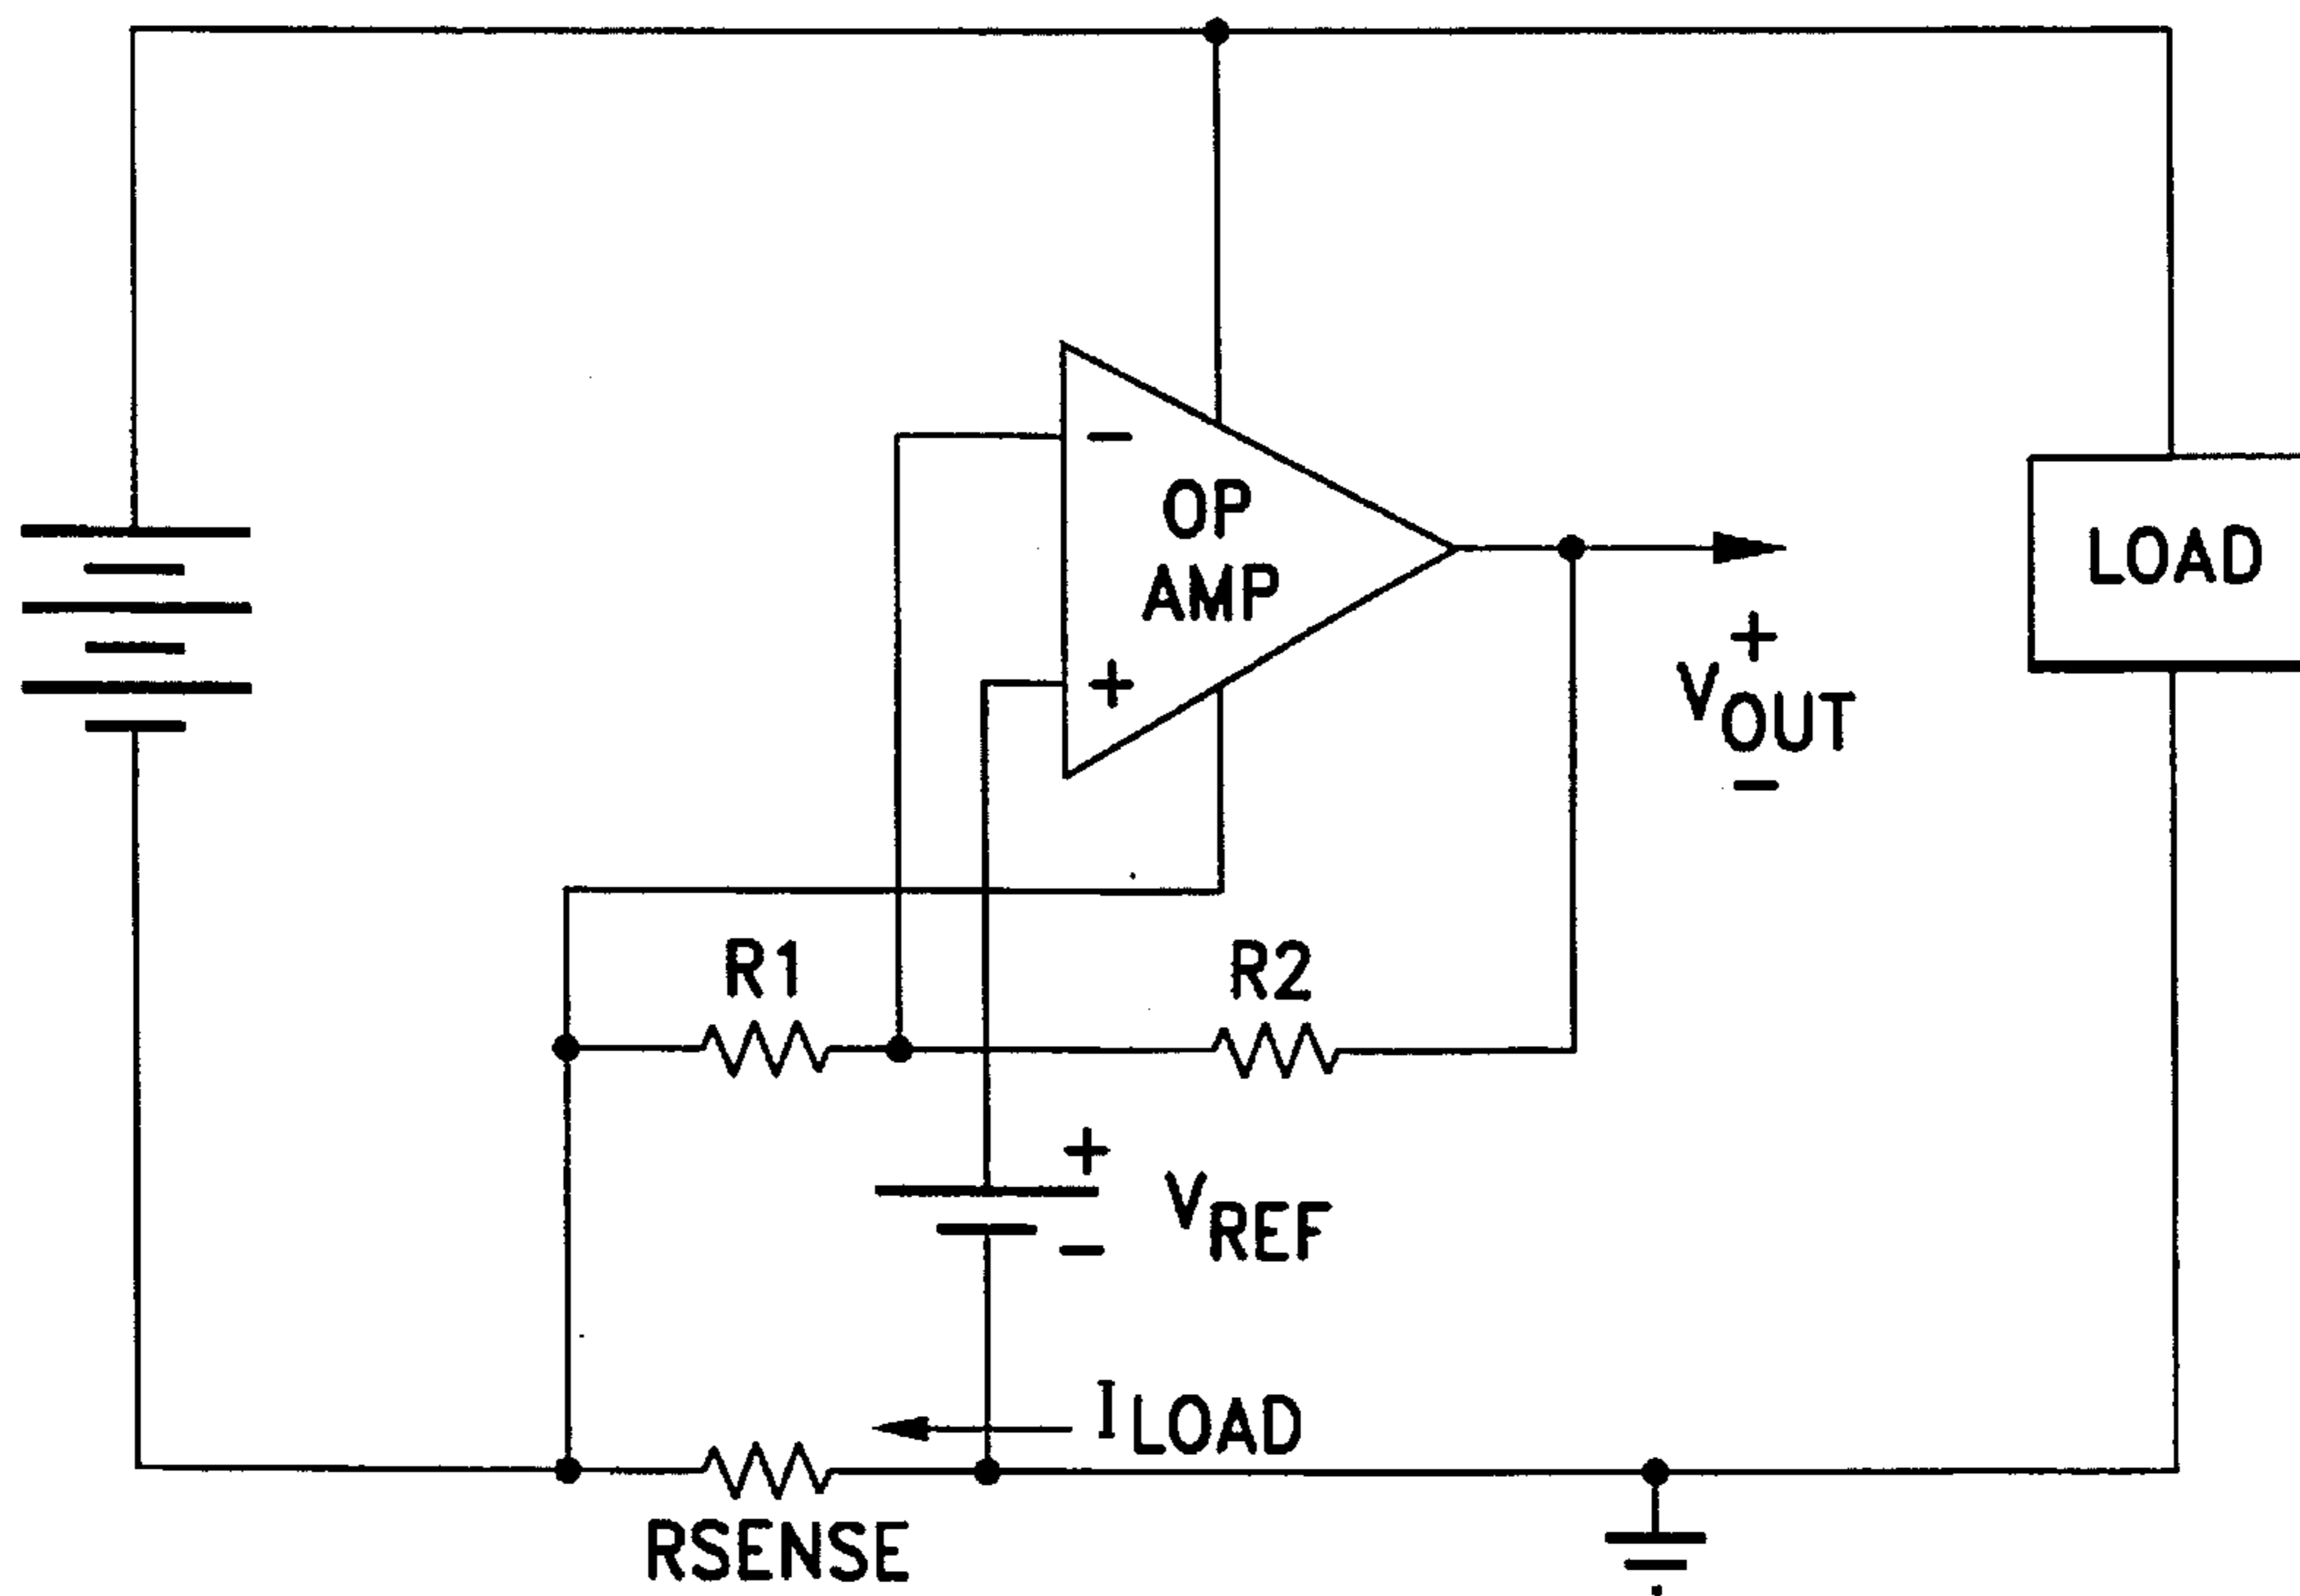 −
OP
AMP
+
LOAD
+
VOUT
−
R1
R2
+
VREF
−
ILOAD
RSENSE